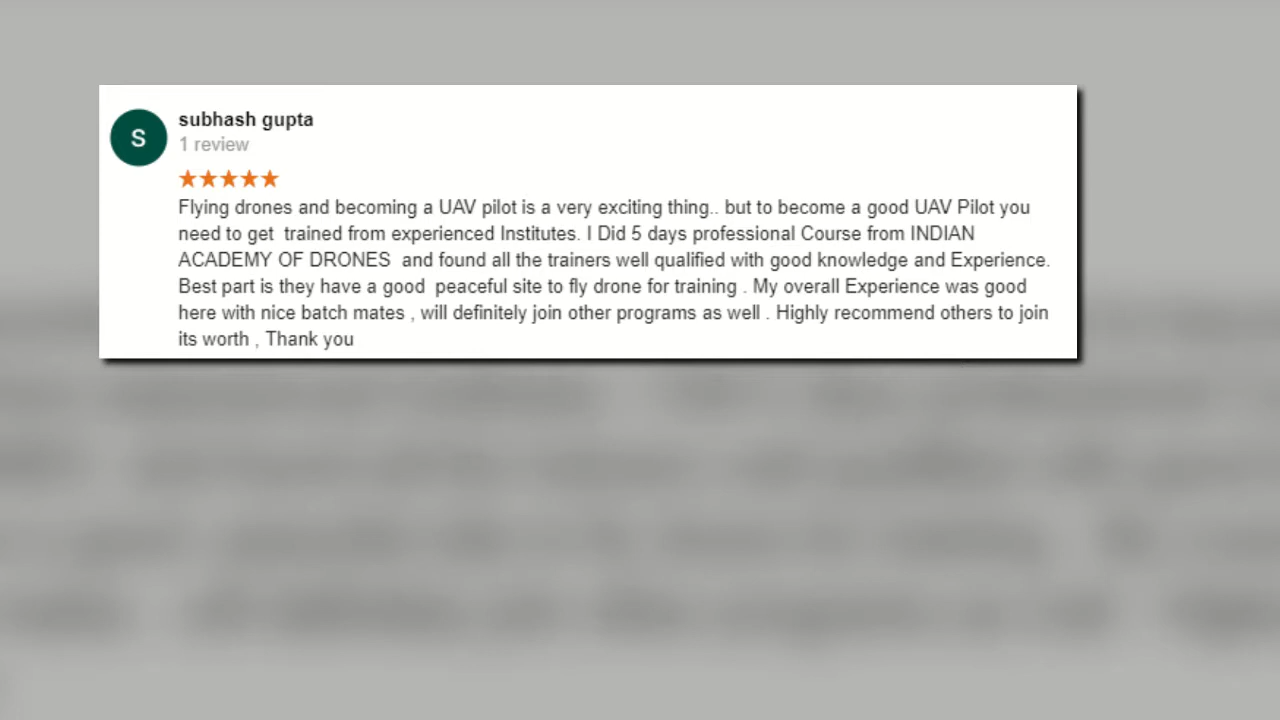 S
subhash gupta
1 review
★★★★★
Flying drones and becoming a UAV pilot is a very exciting thing.. but to become a good UAV Pilot you
need to get  trained from experienced Institutes. I Did 5 days professional Course from INDIAN
ACADEMY OF DRONES  and found all the trainers well qualified with good knowledge and Experience.
Best part is they have a good  peaceful site to fly drone for training . My overall Experience was good
here with nice batch mates , will definitely join other programs as well . Highly recommend others to join
its worth , Thank you